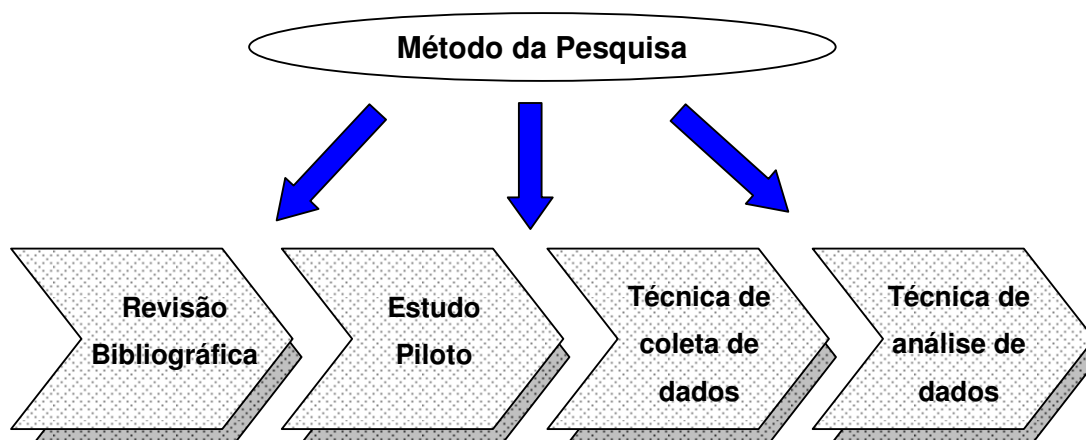 Método da Pesquisa
Revisão
Bibliográfica
Estudo
Piloto
Técnica de
coleta de
dados
Técnica de
análise de
dados